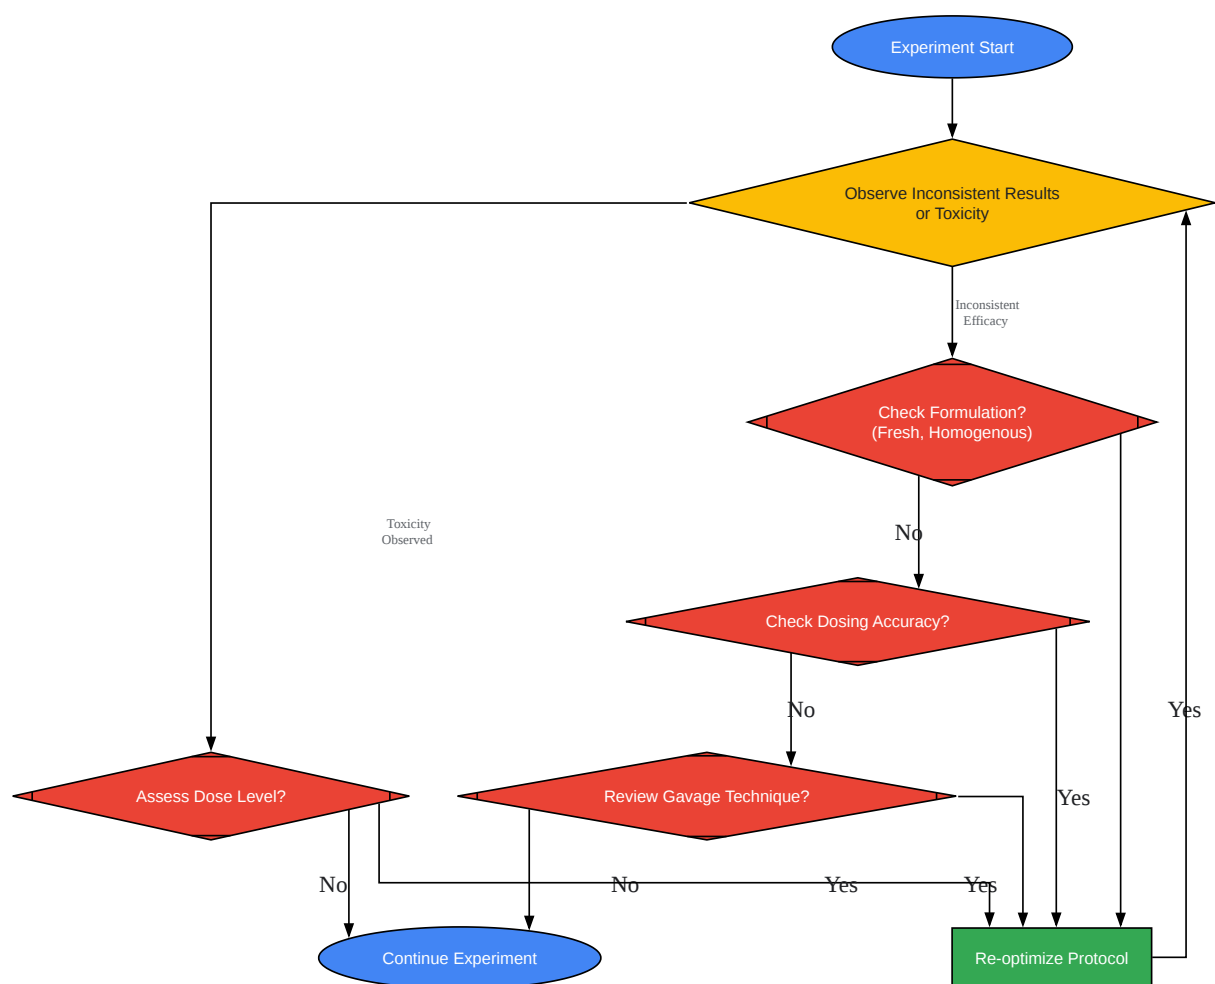 Experiment Start
Observe Inconsistent Results
or Toxicity
Inconsistent
Efficacy
Check Formulation?
(Fresh, Homogenous)
Toxicity
Observed
No
Check Dosing Accuracy?
No
Yes
Assess Dose Level?
Review Gavage Technique?
Yes
No
No
Yes
Yes
Continue Experiment
Re-optimize Protocol